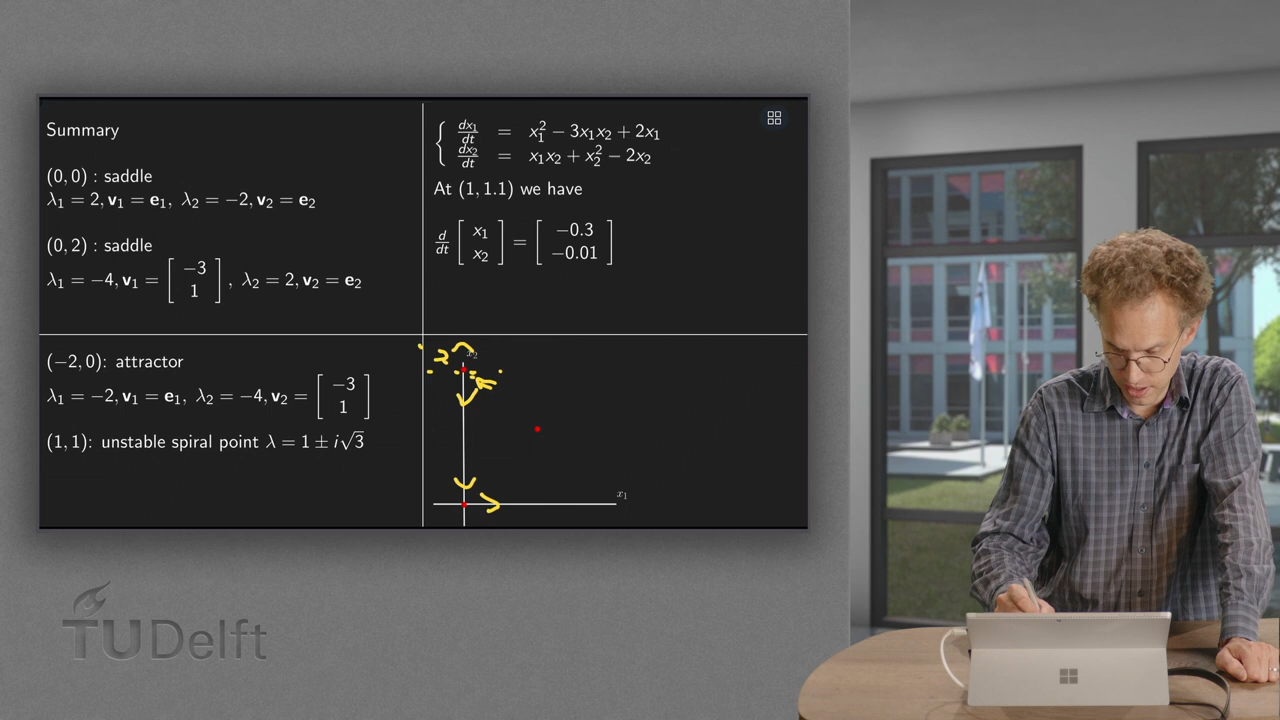 Summary
(0, 0) : saddle
λ₁ = 2, v₁ = e₁, λ₂ = −2, v₂ = e₂
(0, 2) : saddle
λ₁ = −4, v₁ = [−3 1], λ₂ = 2, v₂ = e₂
(−2, 0): attractor
λ₁ = −2, v₁ = e₁, λ₂ = −4, v₂ = [−3 1]
(1, 1): unstable spiral point λ = 1 ± i√3
{ dx₁/dt = x₁² − 3x₁x₂ + 2x₁
dx₂/dt = x₁x₂ + x₂² − 2x₂
At (1, 1.1) we have
d/dt [x₁ x₂] = [−0.3 −0.01]
x₂
x₁
TUDelft